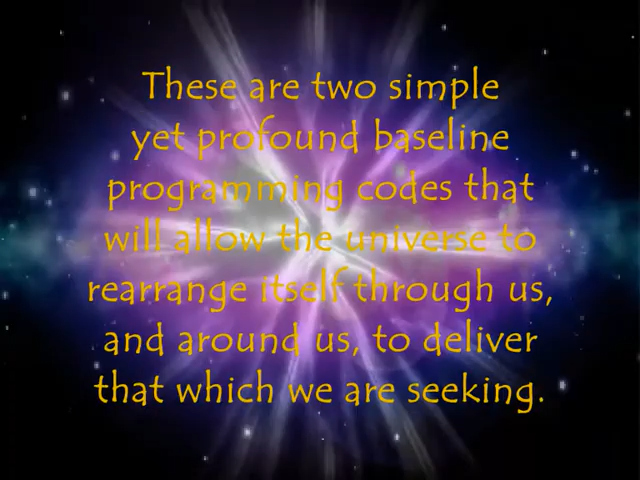 These are two simple
yet profound baseline
programming codes that
will allow the universe to
rearrange itself through us,
and around us, to deliver
that which we are seeking.